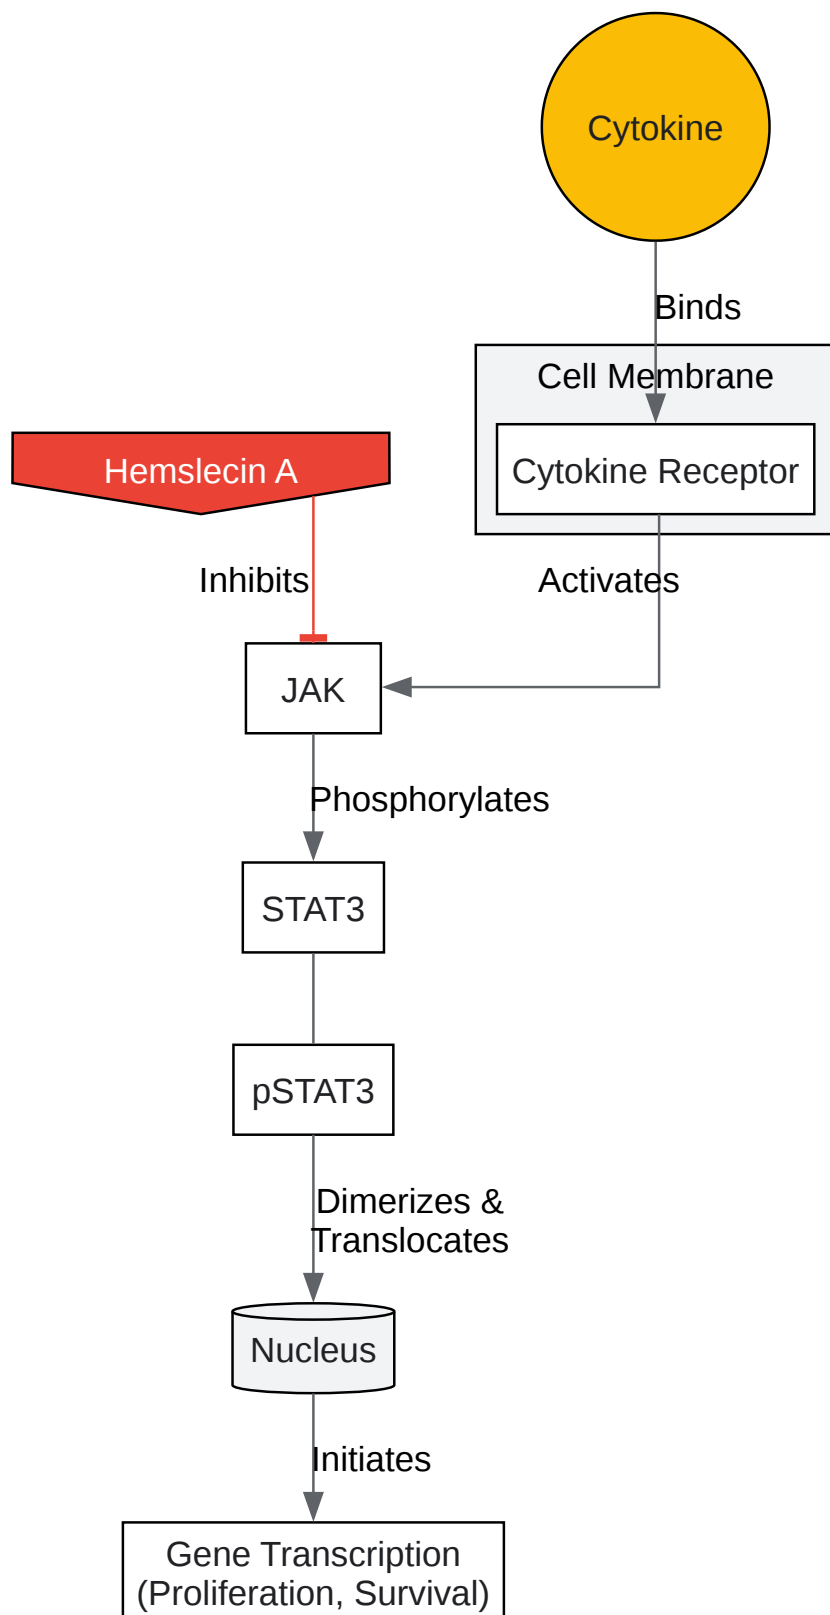 Cytokine
Binds
Cell Membrane
Cytokine Receptor
Hemslecin A
Inhibits
Activates
JAK
Phosphorylates
STAT3
pSTAT3
Dimerizes &
Translocates
Nucleus
Initiates
Gene Transcription
(Proliferation, Survival)